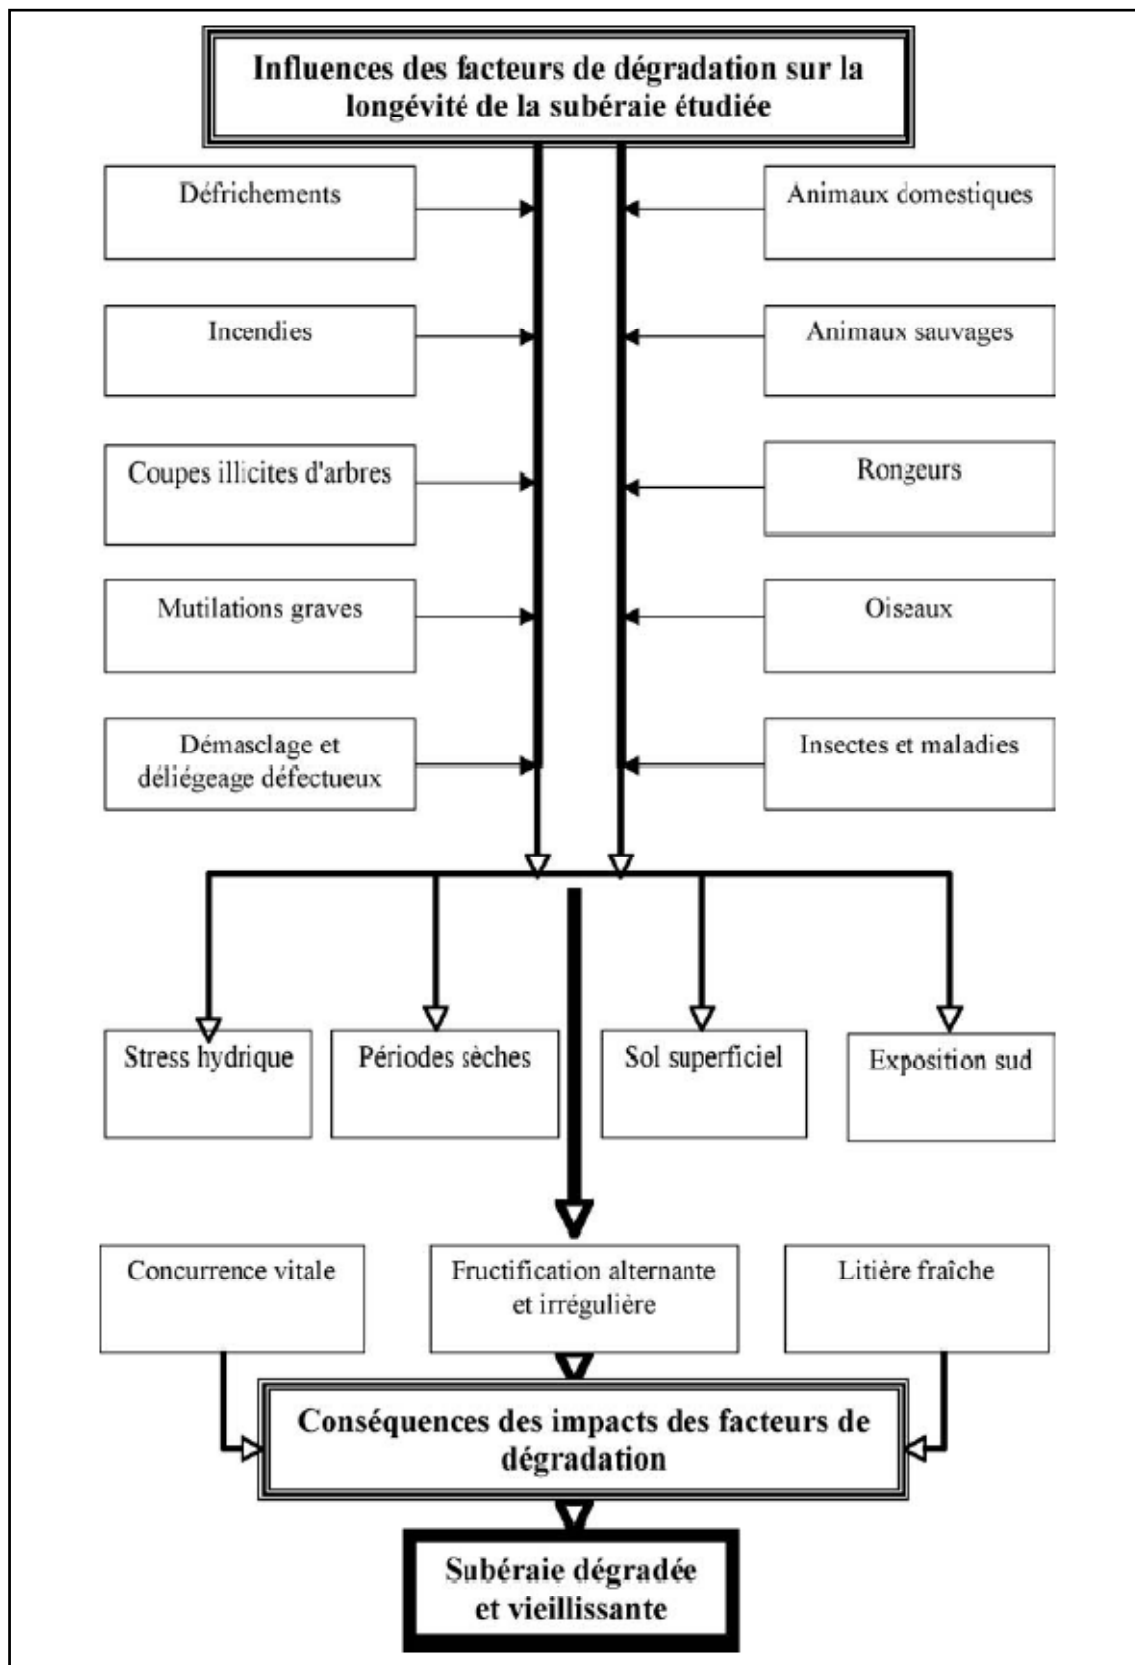 Influences des facteurs de dégradation sur la
longévité de la subéraie étudiée
Défrichements
Animaux domestiques
Incendies
Animaux sauvages
Coupes illicites d'arbres
Rongeurs
Mutilations graves
Oiseaux
Démasclage et
déliégeage défectueux
Insectes et maladies
Stress hydrique
Périodes sèches
Sol superficiel
Exposition sud
Concurrence vitale
Fructification alternante
et irrégulière
Litière fraîche
Conséquences des impacts des facteurs de
dégradation
Subéraie dégradée
et vieillissante